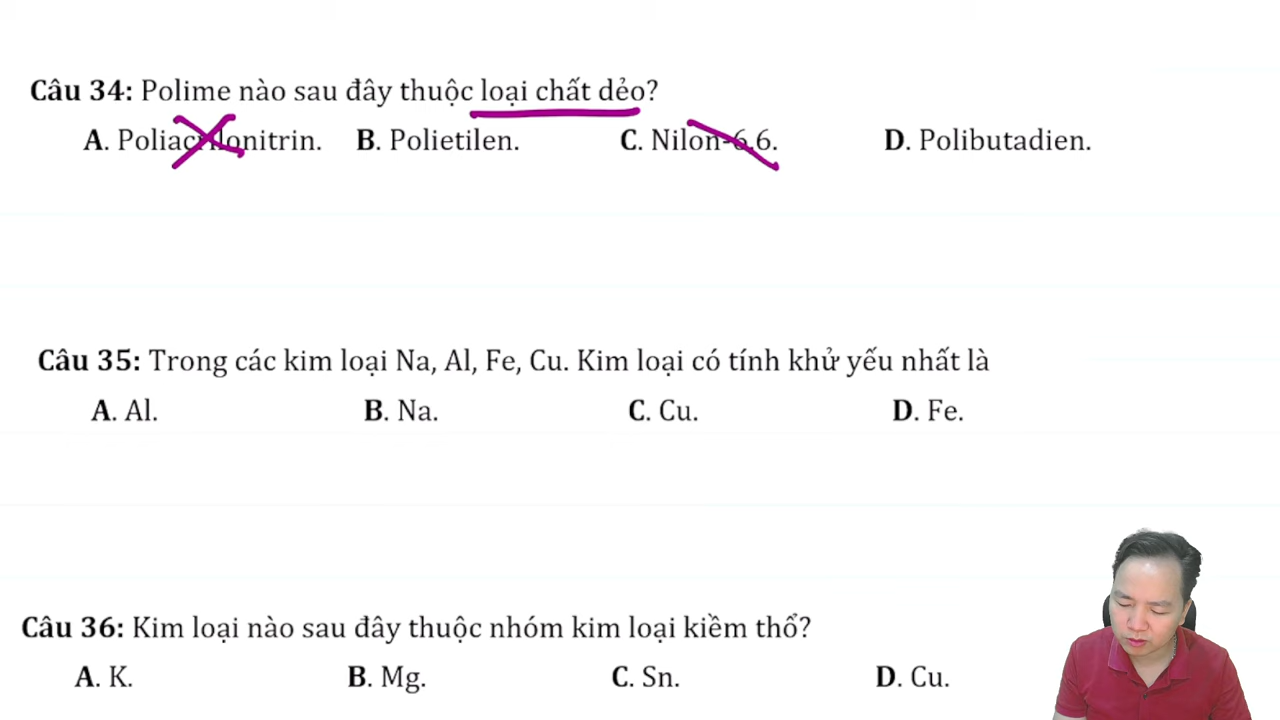 Câu 34: Polime nào sau đây thuộc loại chất dẻo?
A. Poliacrilonitrin. B. Polietilen. C. Nilon-6,6. D. Polibutadien.
Câu 35: Trong các kim loại Na, Al, Fe, Cu. Kim loại có tính khử yếu nhất là
A. Al. B. Na. C. Cu. D. Fe.
Câu 36: Kim loại nào sau đây thuộc nhóm kim loại kiềm thổ?
A. K. B. Mg. C. Sn. D. Cu.